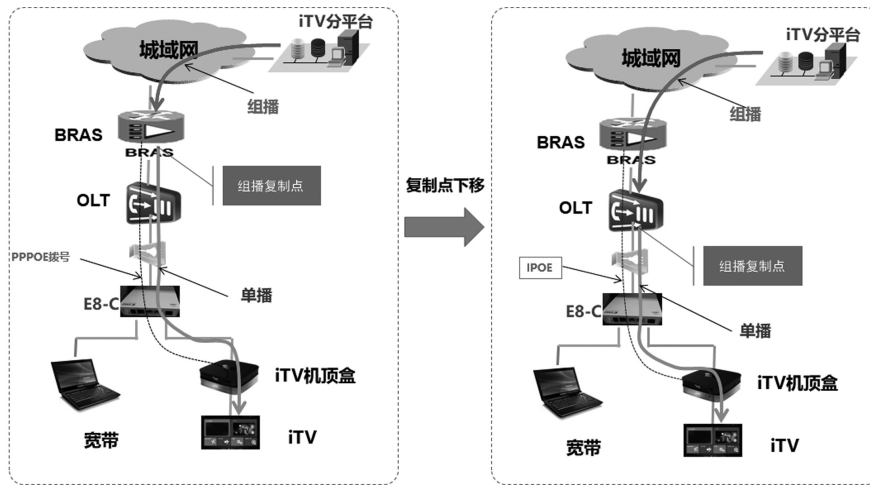 iTV分平台
城域网
组播
BRAS
BRAS
组播复制点
OLT
PPPOE拨号
单播
E8-C
iTV机顶盒
宽带
iTV
复制点下移
iTV分平台
城域网
组播
BRAS
BRAS
OLT
组播复制点
IPOE
E8-C
单播
iTV机顶盒
宽带
iTV